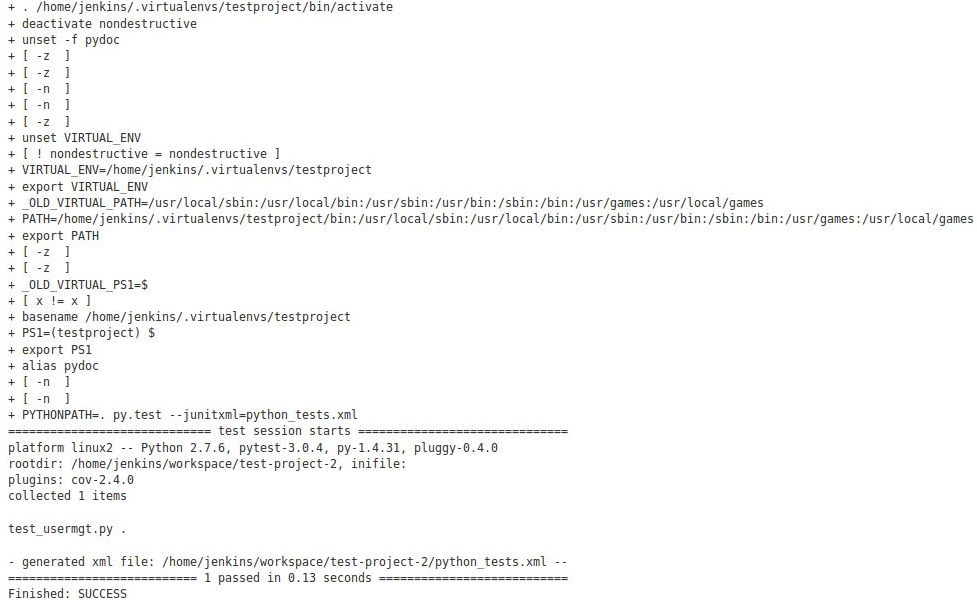 + . /home/jenkins/.virtualenvs/testproject/bin/activate
+ deactivate nondestructive
+ unset -f pydoc
+ [ -z  ]
+ [ -z  ]
+ [ -n  ]
+ [ -n  ]
+ [ -z  ]
+ unset VIRTUAL_ENV
+ [ ! nondestructive = nondestructive ]
+ VIRTUAL_ENV=/home/jenkins/.virtualenvs/testproject
+ export VIRTUAL_ENV
+ _OLD_VIRTUAL_PATH=/usr/local/sbin:/usr/local/bin:/usr/sbin:/usr/bin:/sbin:/bin:/usr/games:/usr/local/games
+ PATH=/home/jenkins/.virtualenvs/testproject/bin:/usr/local/sbin:/usr/local/bin:/usr/sbin:/usr/bin:/sbin:/bin:/usr/games:/usr/local/games
+ export PATH
+ [ -z  ]
+ [ -z  ]
+ _OLD_VIRTUAL_PS1=$
+ [ x != x ]
+ basename /home/jenkins/.virtualenvs/testproject
+ PS1=(testproject) $
+ export PS1
+ alias pydoc
+ [ -n  ]
+ [ -n  ]
+ PYTHONPATH=. py.test --junitxml=python_tests.xml
============================= test session starts ==============================
platform linux2 -- Python 2.7.6, pytest-3.0.4, py-1.4.31, pluggy-0.4.0
rootdir: /home/jenkins/workspace/test-project-2, inifile:
plugins: cov-2.4.0
collected 1 items
test_usermgt.py .
- generated xml file: /home/jenkins/workspace/test-project-2/python_tests.xml --
=========================== 1 passed in 0.13 seconds ===========================
Finished: SUCCESS